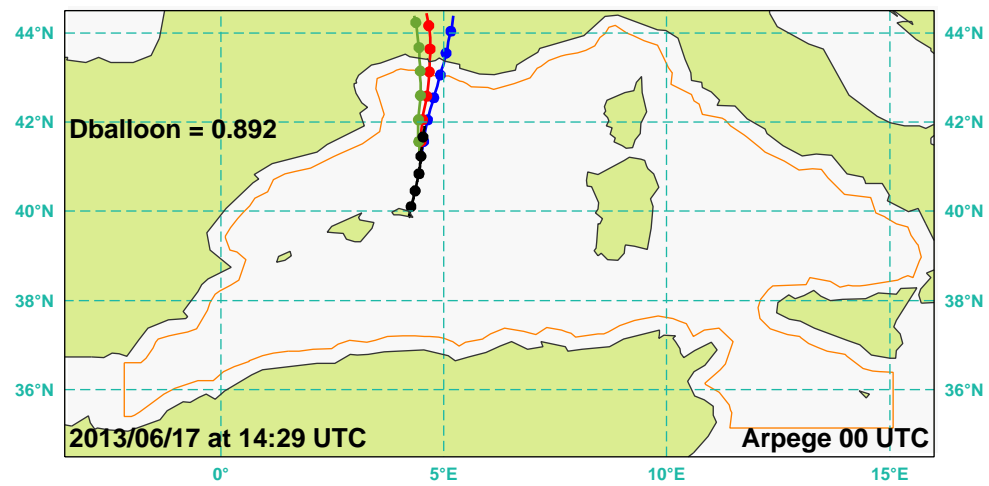 44°N 44°N
42°N 42°N
Dballoon = 0.892
40°N 40°N
38°N 38°N
36°N 36°N
2013/06/17 at 14:29 UTC Arpege 00 UTC
0° 5°E 10°E 15°E